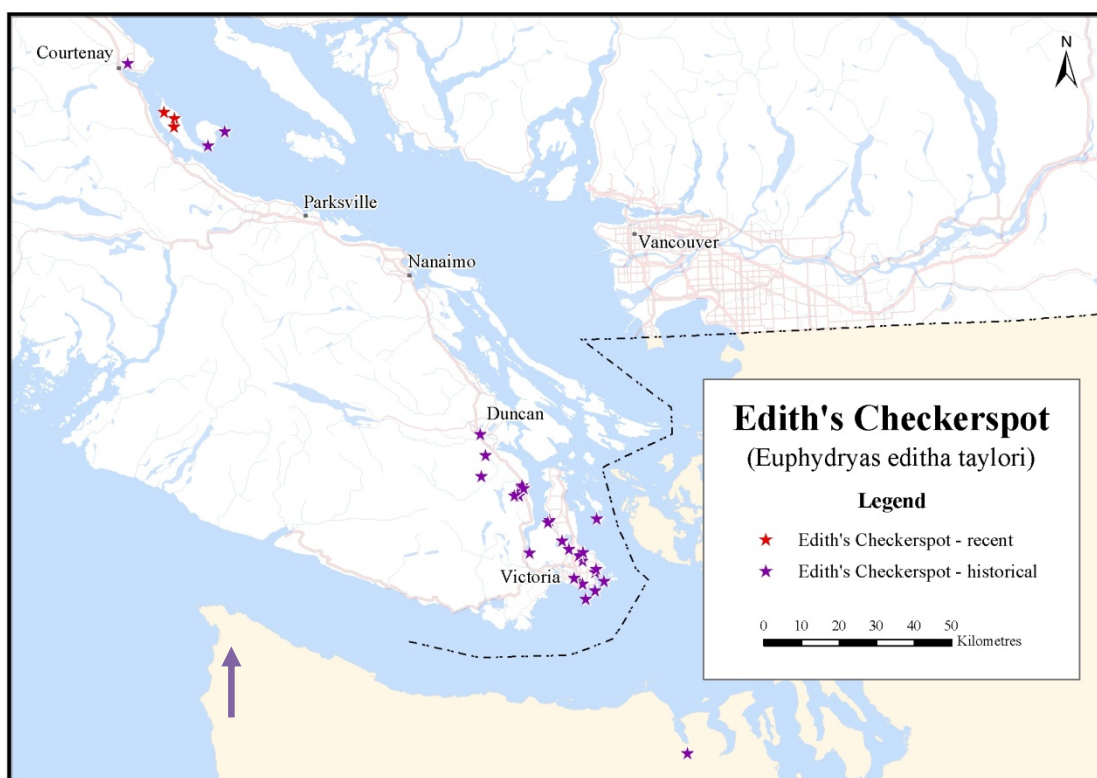 Courtenay
N
Parksville
Vancouver
Nanaimo
Duncan
Edith's Checkerspot
(Euphydryas editha taylori)
Legend
Edith's Checkerspot - recent
Edith's Checkerspot - historical
Victoria
0 10 20 30 40 50
Kilometres